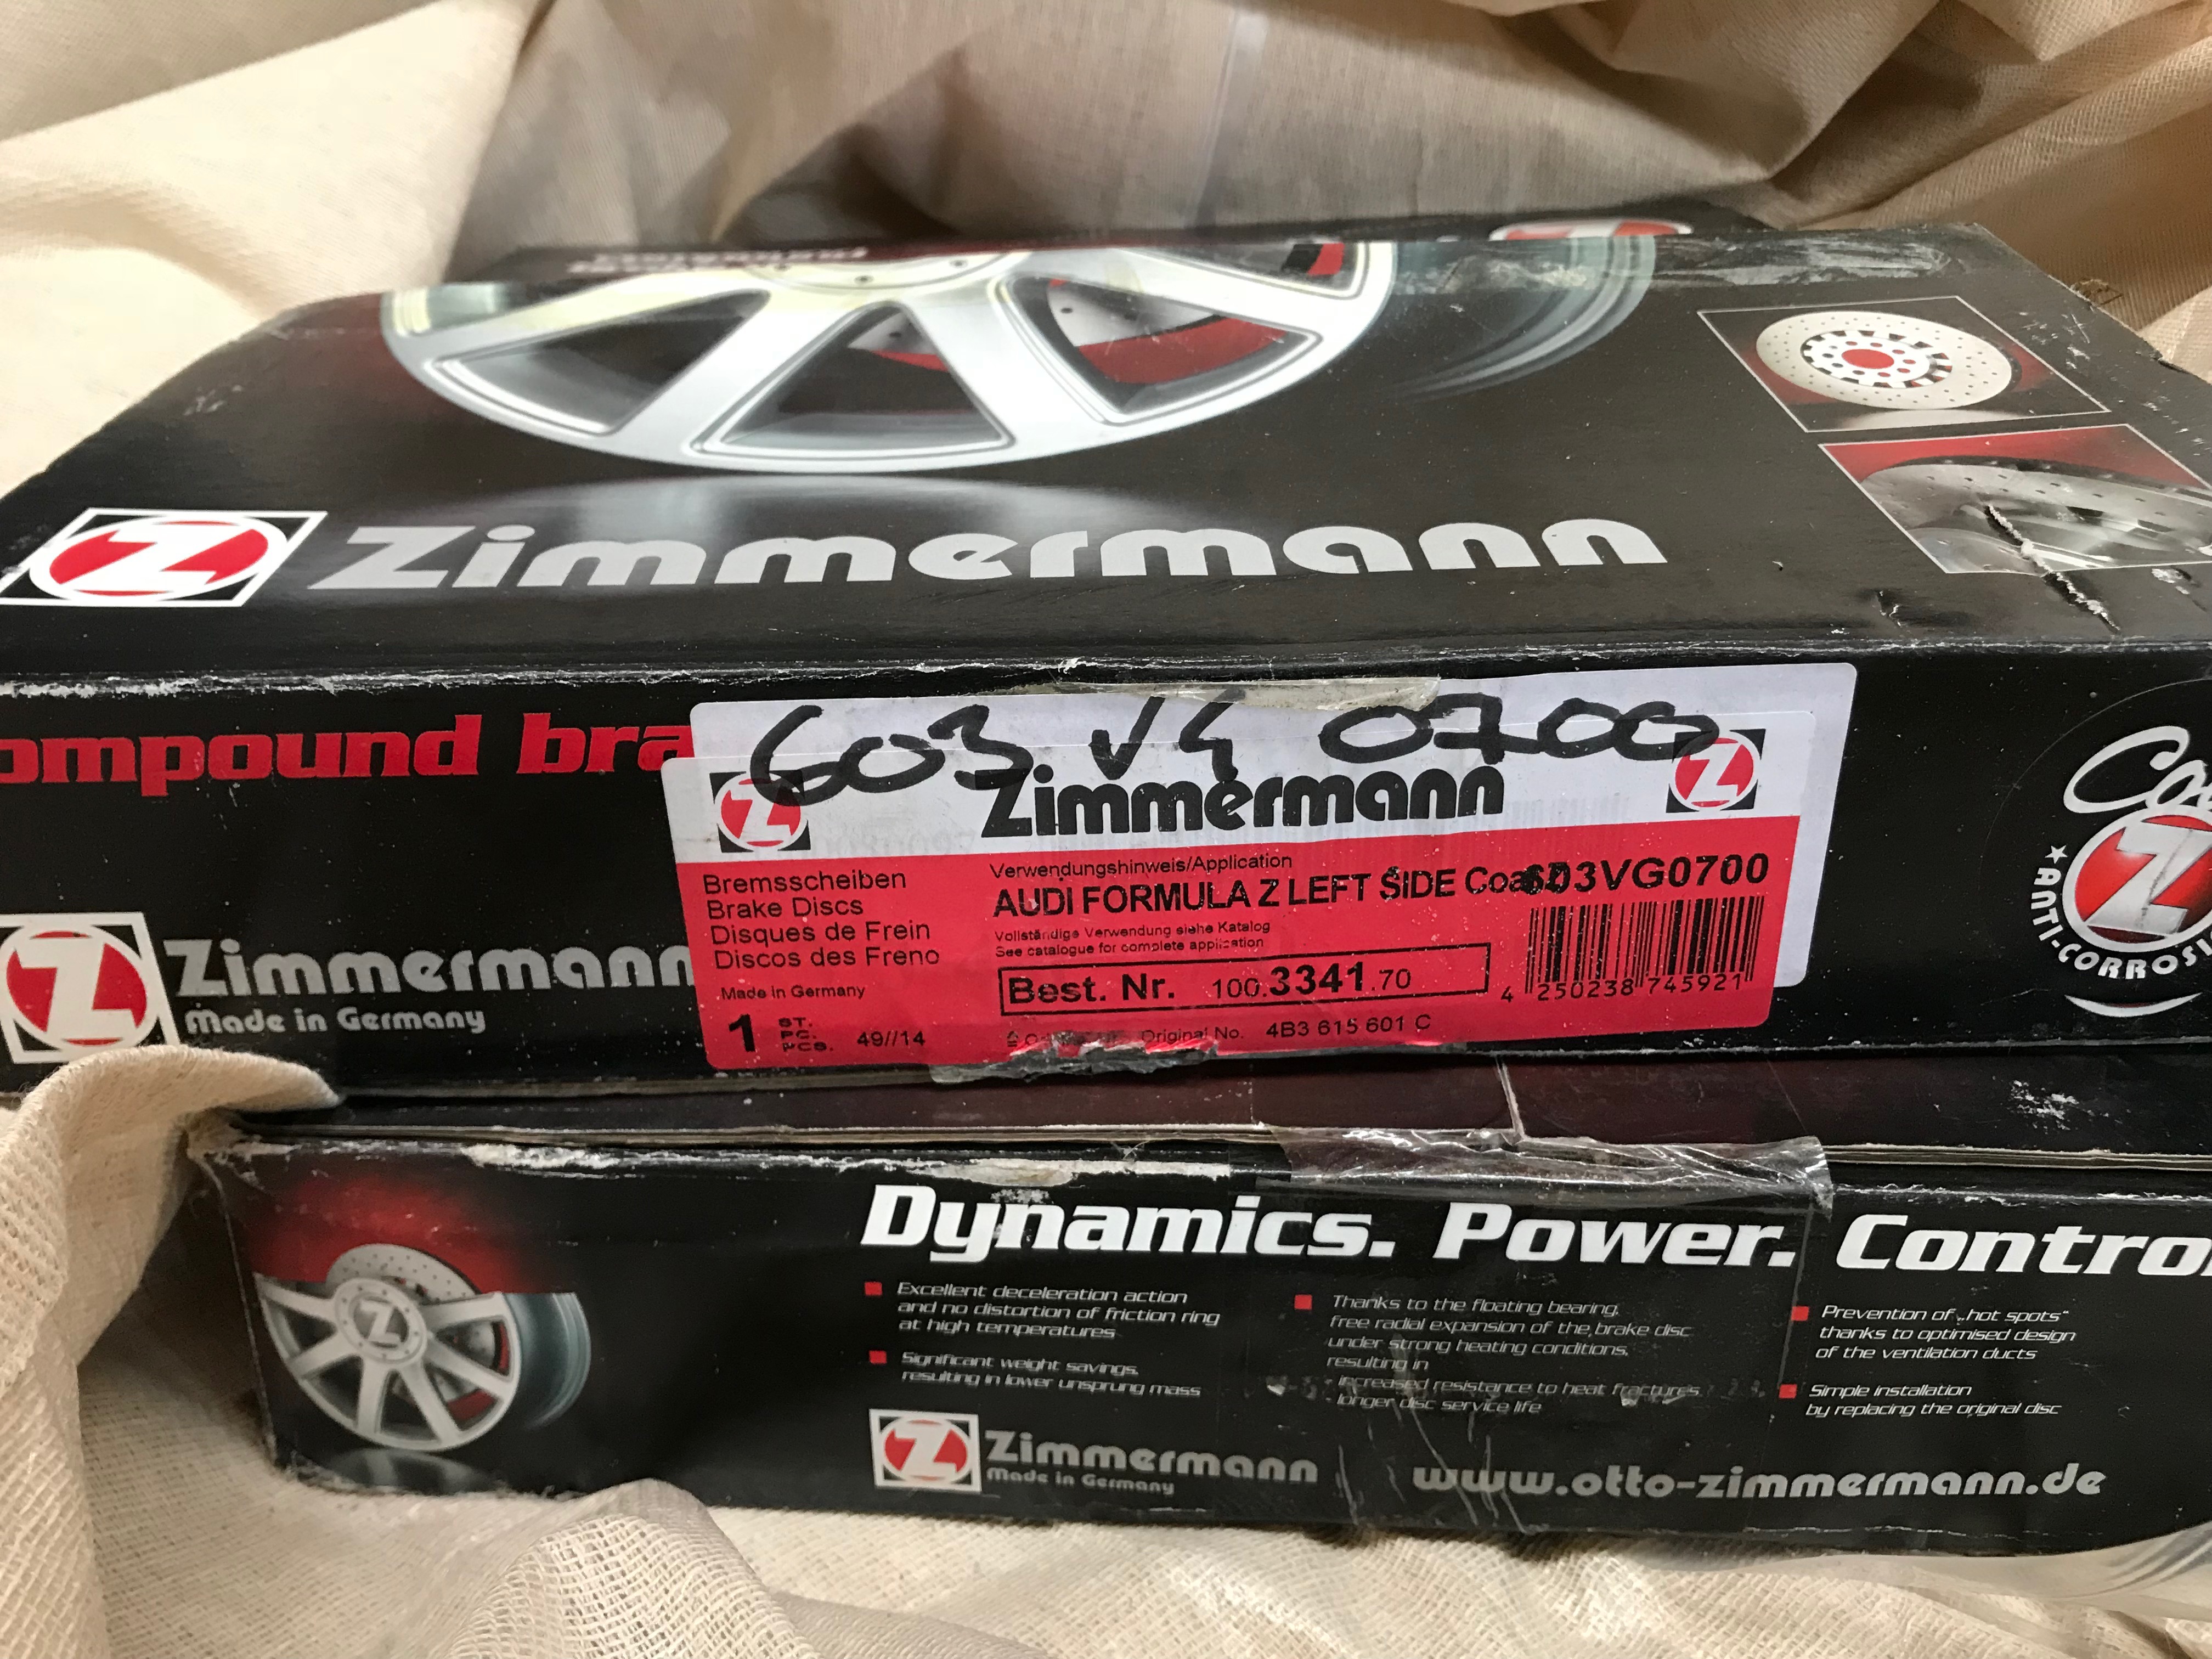 Zimmermann
603 VG 0700
Zimmermann
Bremsscheiben
Brake Discs
Disques de Frein
Discos des Freno
Made in Germany
1 ST. PC. PCS. 49//14
Verwendungshinweis/Application
AUDI FORMULA Z LEFT SIDE
603VG0700
Vollständige Verwendung siehe Katalog
See catalogue for complete application
Best. Nr. 100.3341.70
Original No. 4B3 615 601 C
4 250238 745921
Zimmermann
Made in Germany
Dynamics. Power.
Excellent deceleration action
and no distortion of friction ring
at high temperatures
Significant weight savings,
resulting in lower unsprung mass
Thanks to the floating bearing,
free radial expansion of the brake disc
under strong heating conditions,
resulting in
- increased resistance to heat fractures
- longer disc service life
Prevention of „hot spots“
thanks to optimised design
of the ventilation ducts
Simple installation
by replacing the original disc
Zimmermann
Made in Germany
www.otto-zimmermann.de